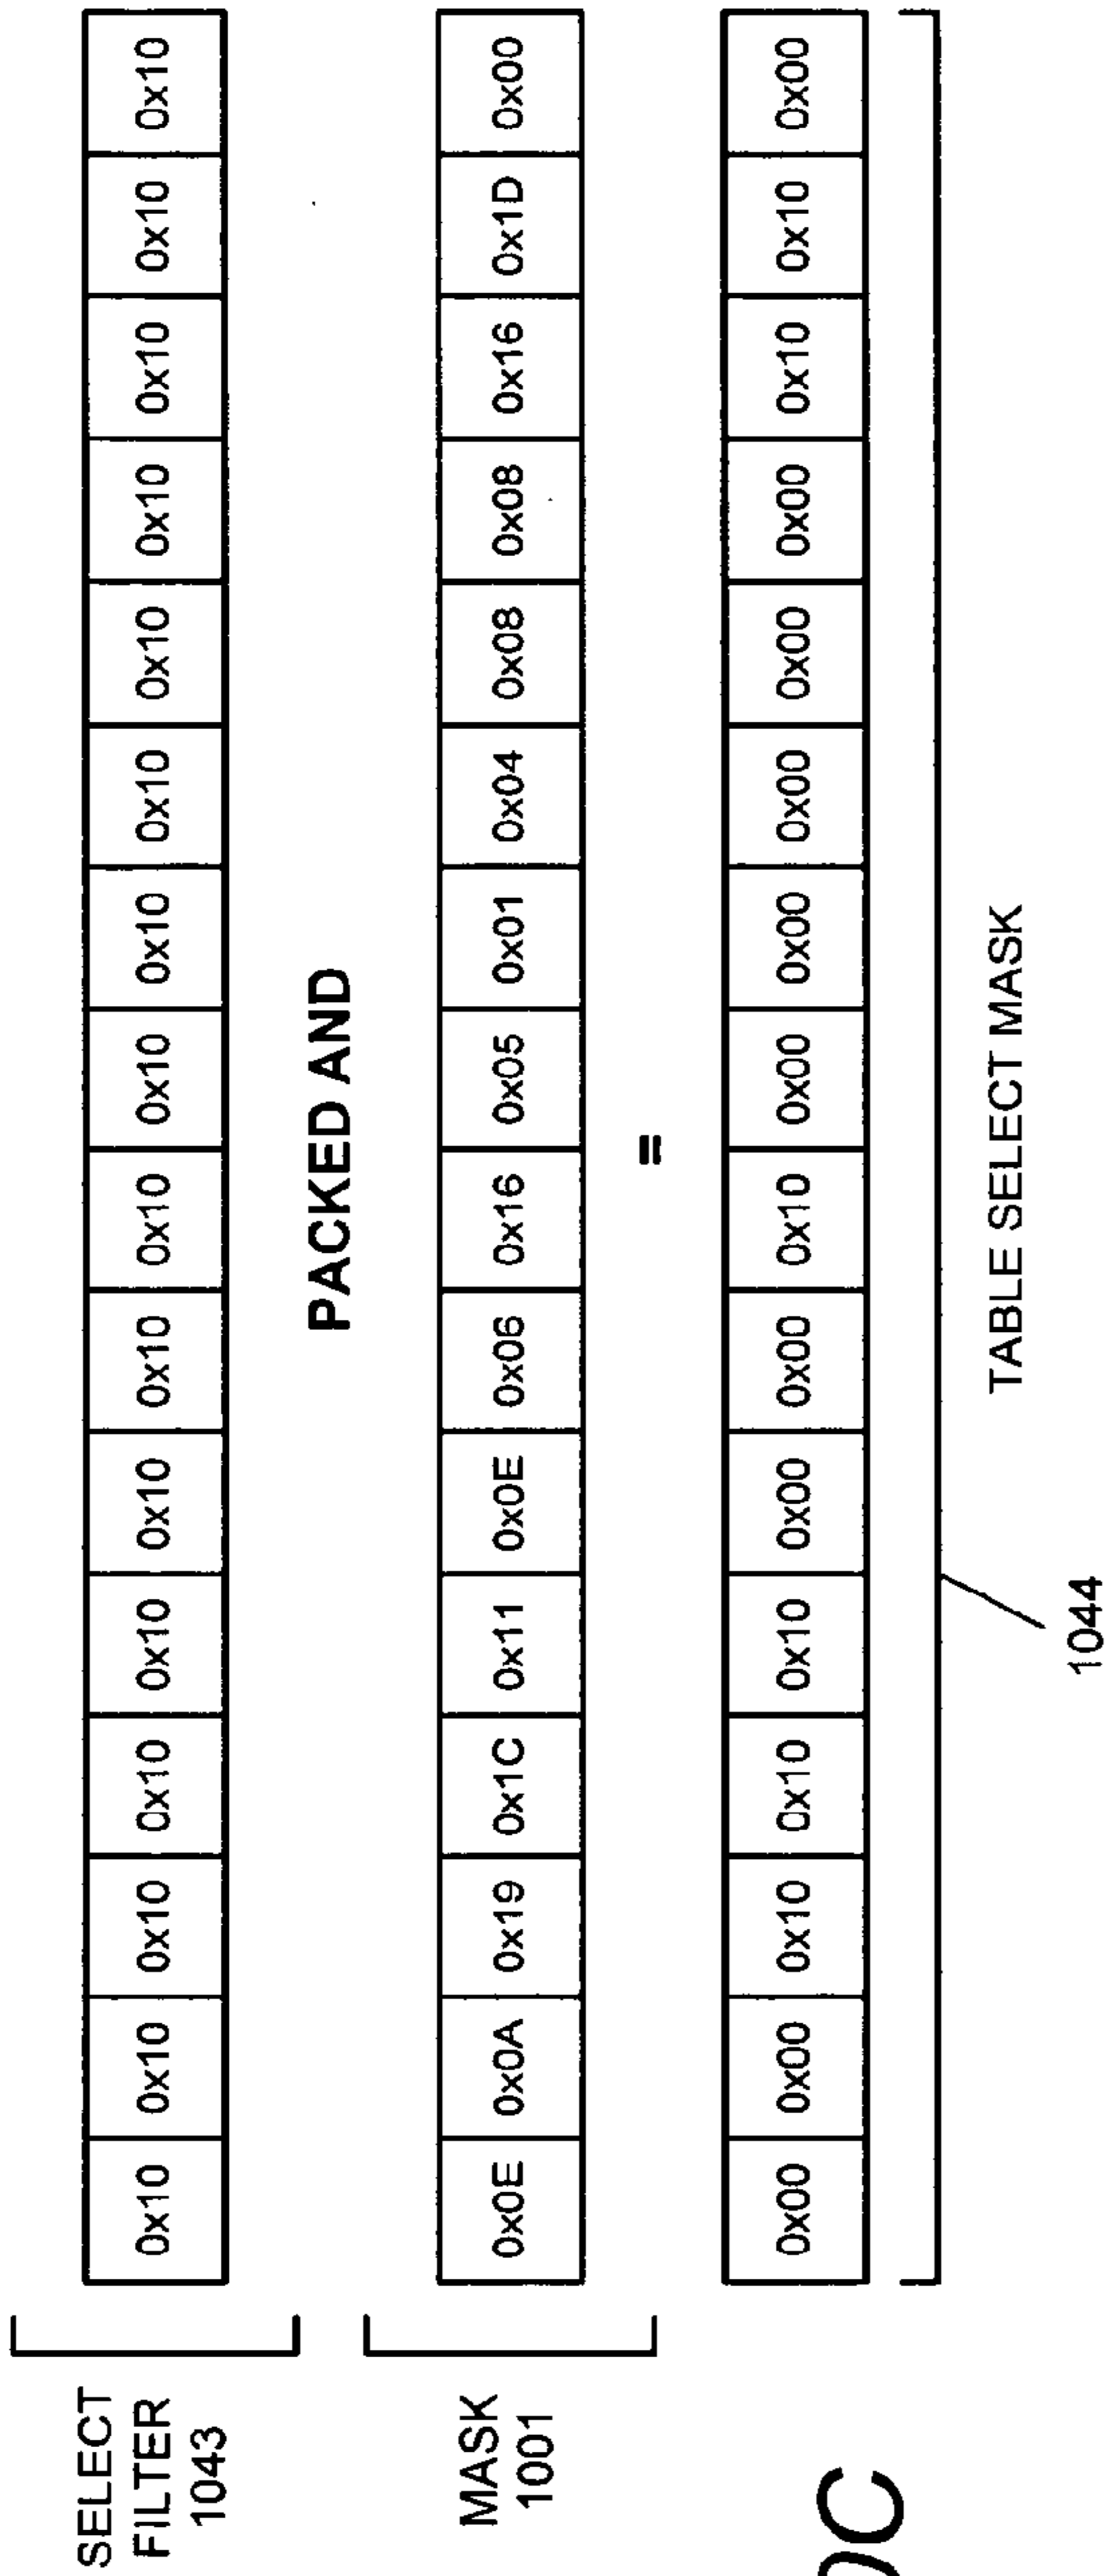 SELECT
FILTER
1043
0x10 0x10 0x10 0x10 0x10 0x10 0x10 0x10 0x10 0x10 0x10 0x10 0x10 0x10 0x10 0x10
PACKED AND
MASK
1001
0x0E 0x0A 0x19 0x1C 0x11 0x0E 0x06 0x16 0x05 0x01 0x04 0x08 0x08 0x16 0x1D 0x00
=
0x00 0x00 0x10 0x10 0x10 0x00 0x00 0x10 0x00 0x00 0x00 0x00 0x00 0x10 0x10 0x00
TABLE SELECT MASK
1044